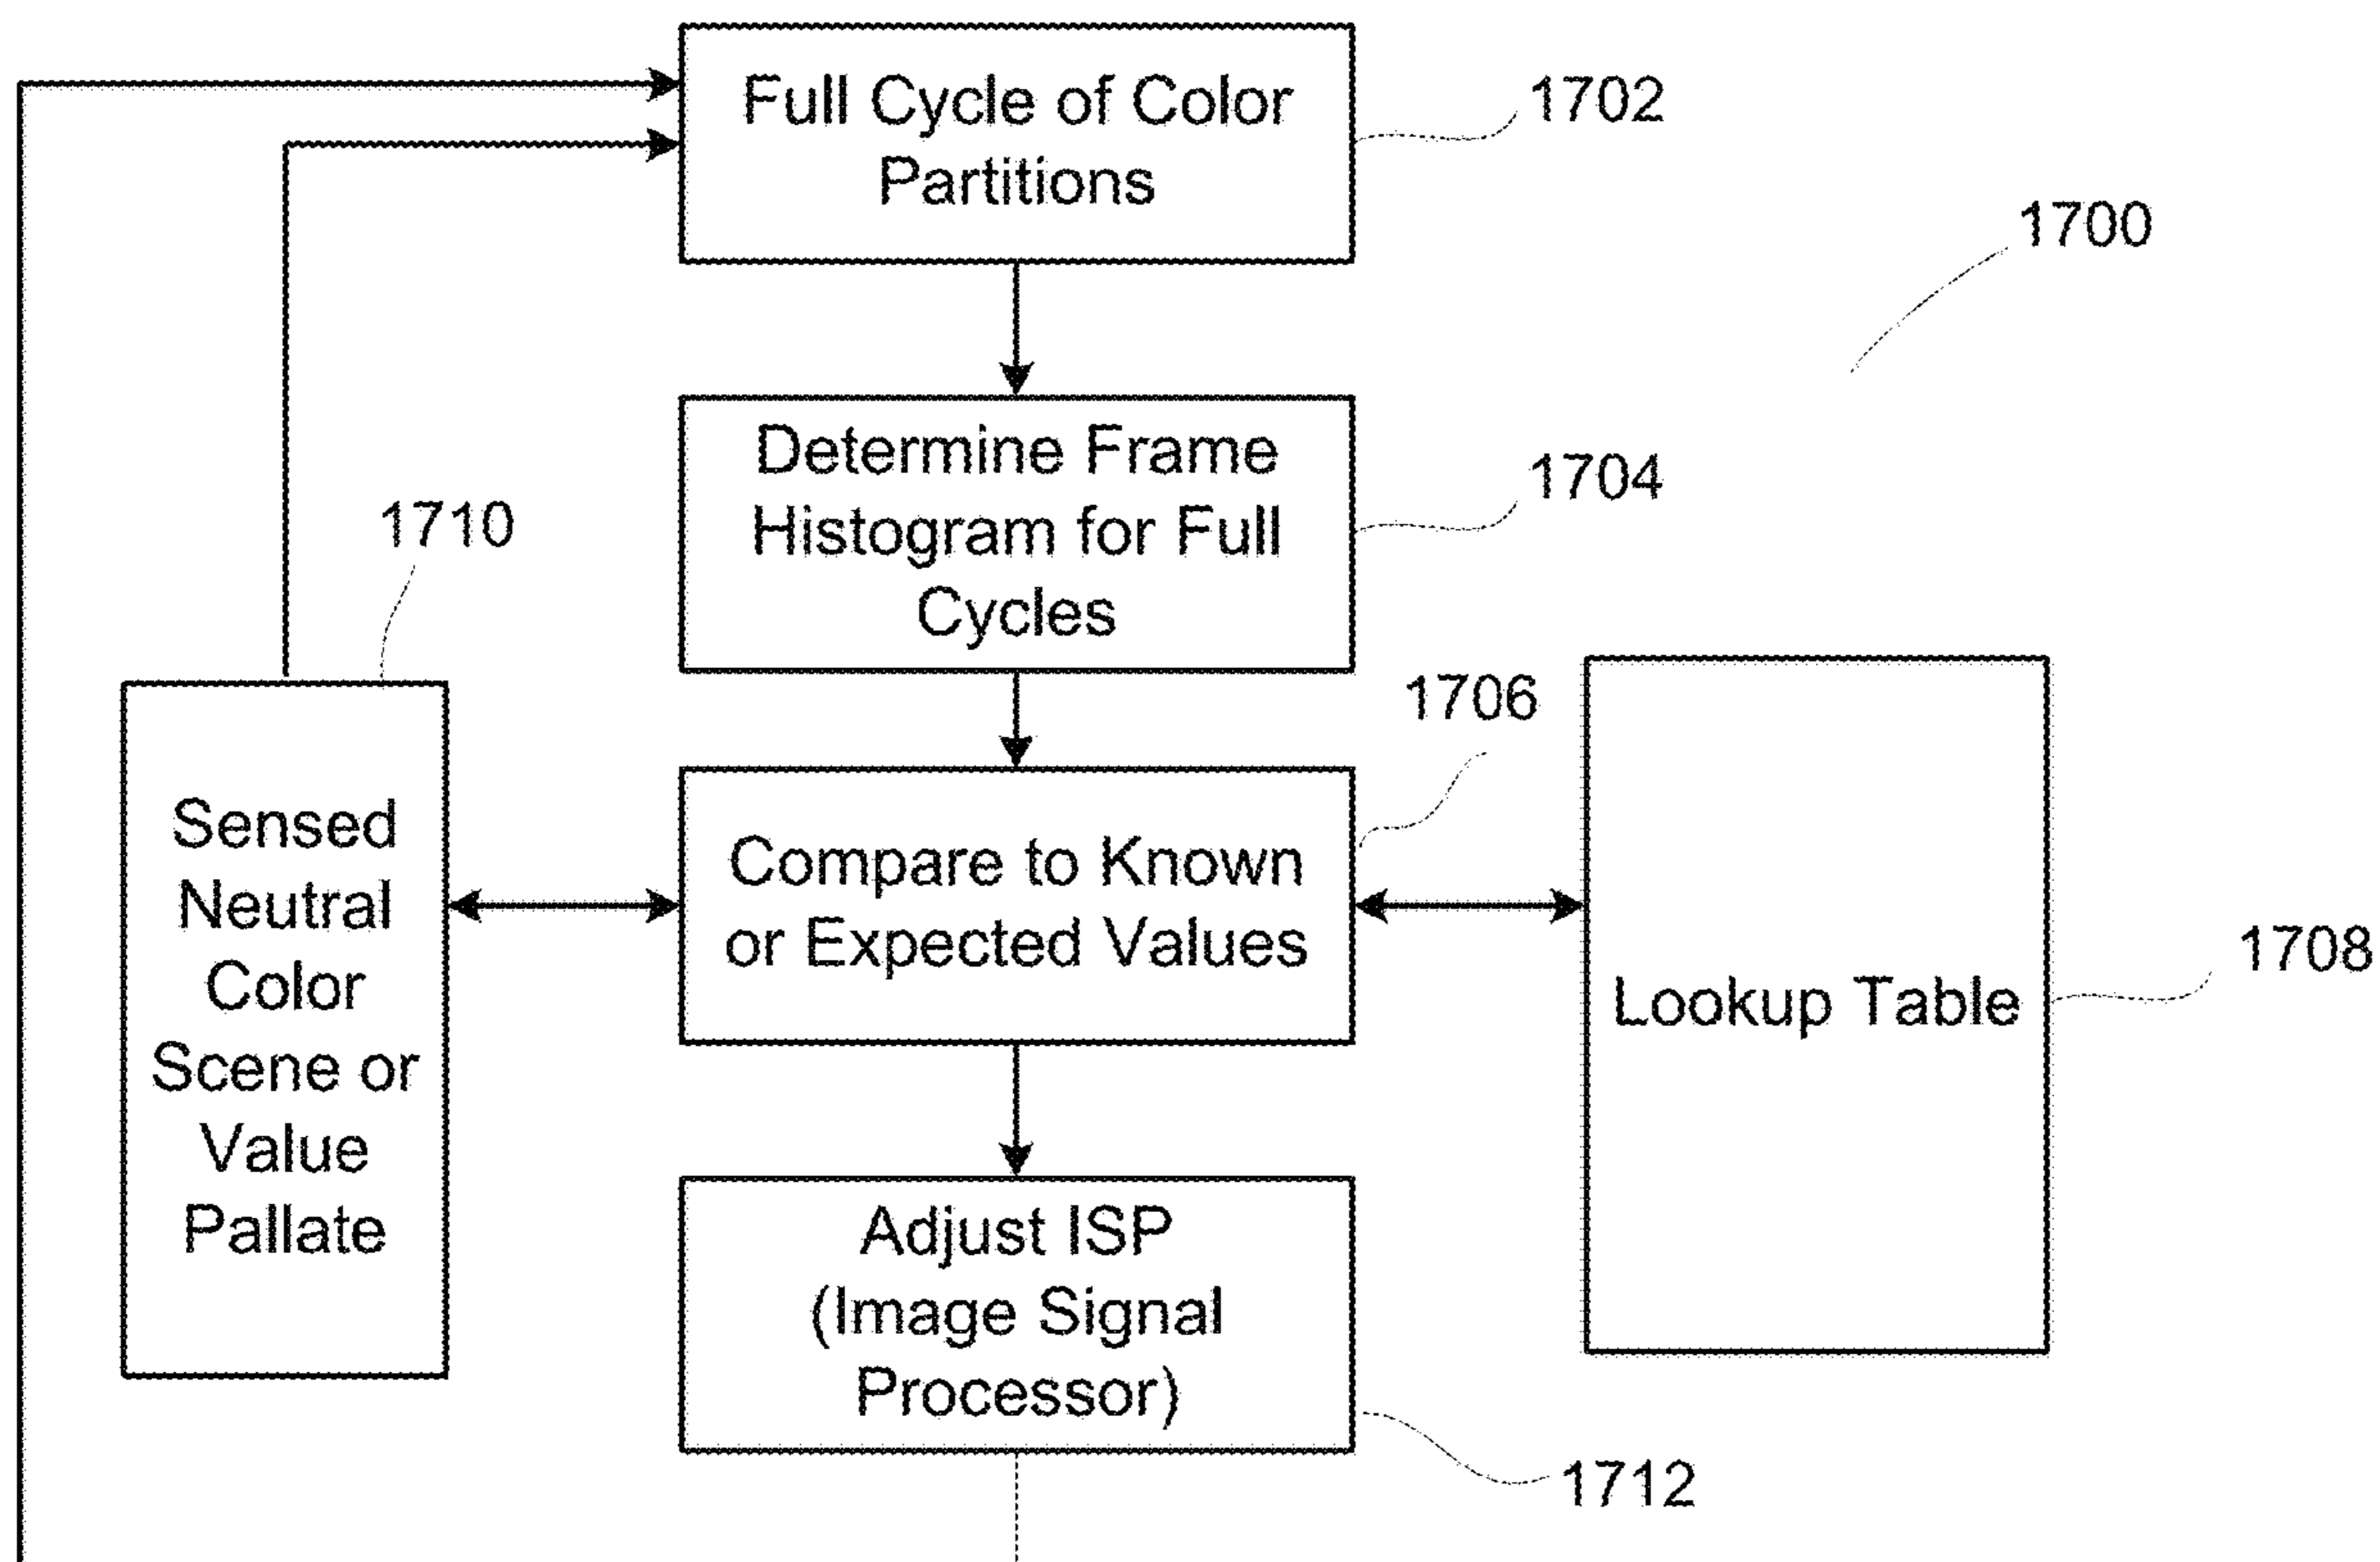 Full Cycle of Color
Partitions
1702
1700
Determine Frame
Histogram for Full
Cycles
1704
1710
1706
Sensed
Neutral
Color
Scene or
Value
Pallate
Compare to Known
or Expected Values
Lookup Table
1708
Adjust ISP
(Image Signal
Processor)
1712